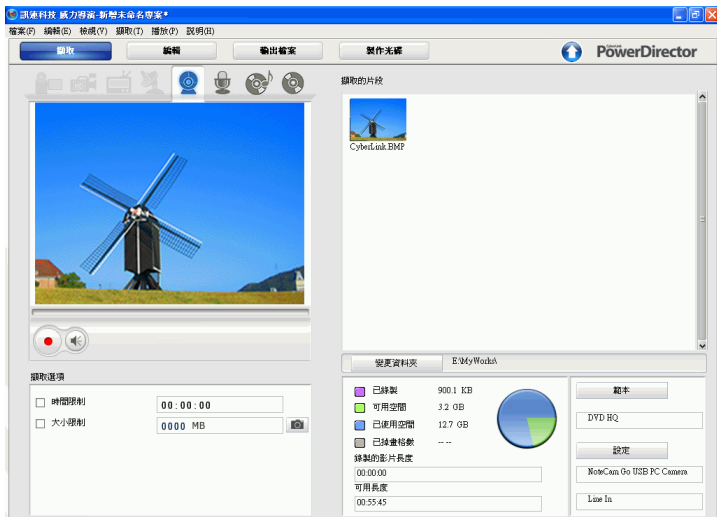 訊連科技 威力導演-新增未命名專案*
檔案(F) 編輯(E) 檢視(V) 擷取(T) 播放(P) 說明(H)
擷取 編輯 輸出檔案 製作光碟 PowerDirector
擷取的片段
CyberLink.BMP
變更資料夾 E:\MyWorks\
擷取選項
時間限制 00:00:00
大小限制 0000 MB
已錄製 900.1 KB
可用空間 3.2 GB
已使用空間 12.7 GB
已掉畫格數 -- --
錄製的影片長度
00:00:00
可用長度
00:55:45
範本
DVD HQ
設定
NoteCam Go USB PC Camera
Line In